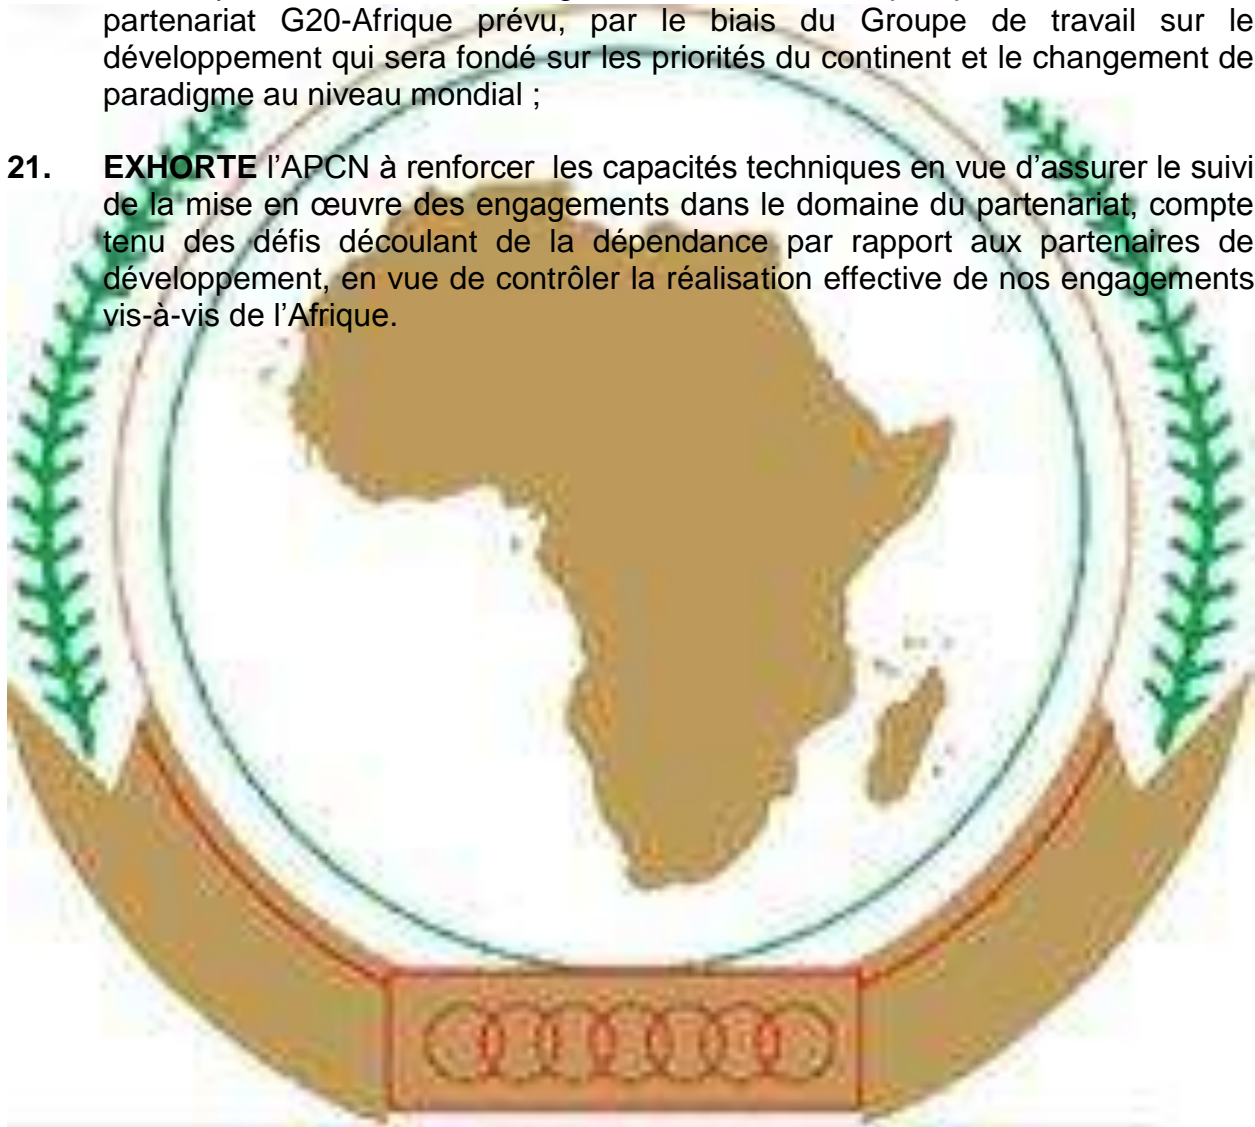 partenariat G20-Afrique prévu, par le biais du Groupe de travail sur le
développement qui sera fondé sur les priorités du continent et le changement de
paradigme au niveau mondial ;
21. EXHORTE l’APCN à renforcer les capacités techniques en vue d’assurer le suivi
de la mise en œuvre des engagements dans le domaine du partenariat, compte
tenu des défis découlant de la dépendance par rapport aux partenaires de
développement, en vue de contrôler la réalisation effective de nos engagements
vis-à-vis de l’Afrique.